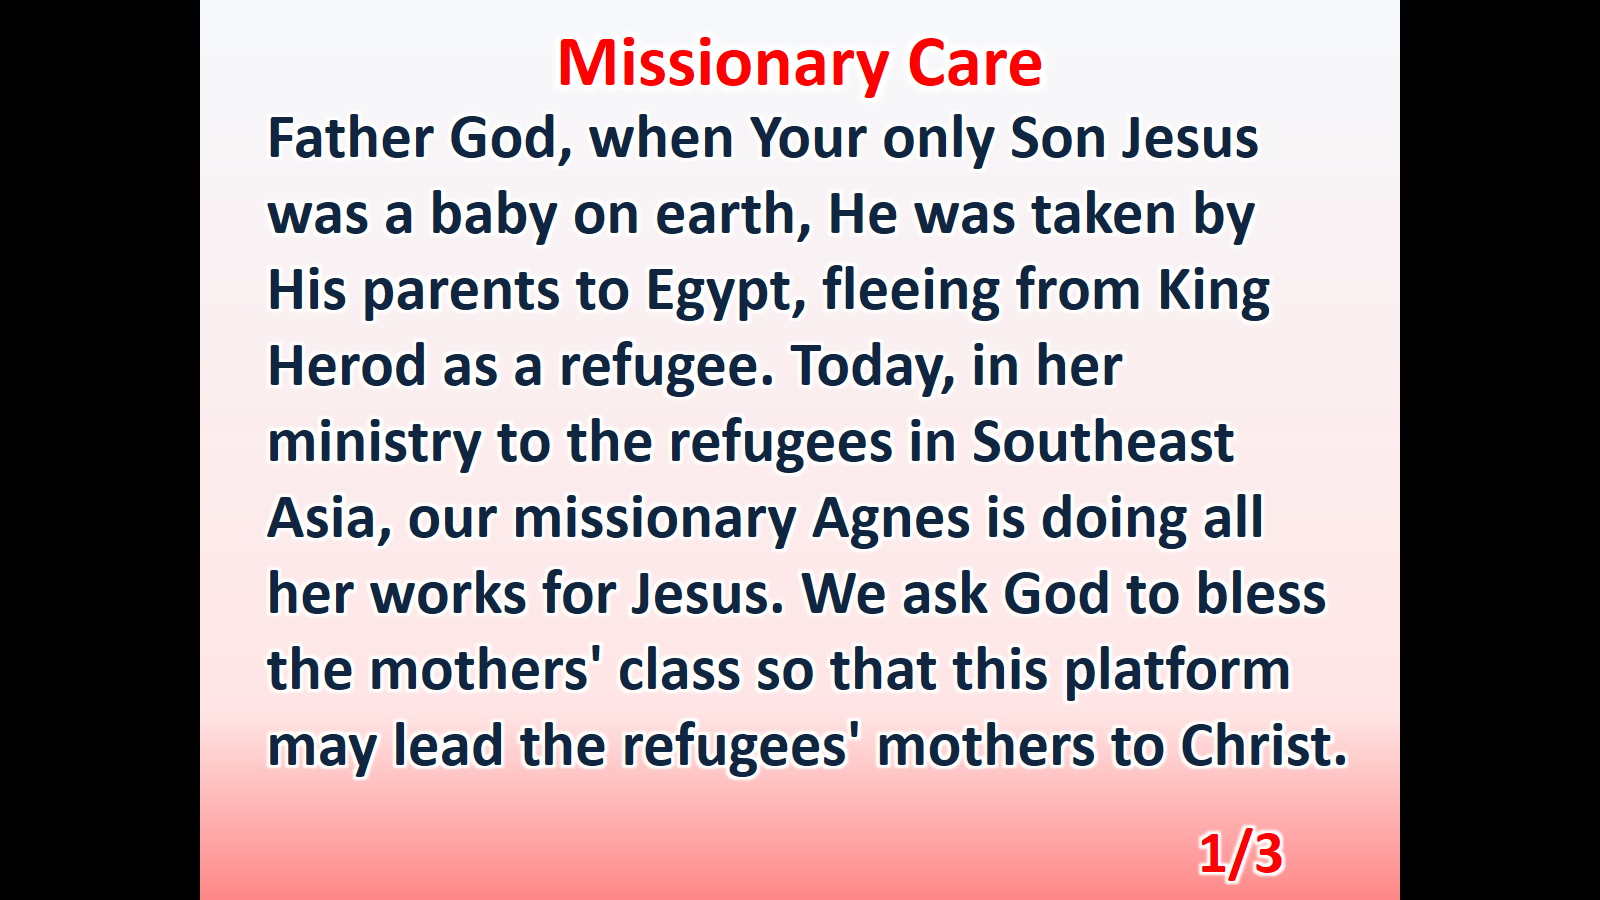 Missionary Care
Father God, when Your only Son Jesus
was a baby on earth, He was taken by
His parents to Egypt, fleeing from King
Herod as a refugee. Today, in her
ministry to the refugees in Southeast
Asia, our missionary Agnes is doing all
her works for Jesus. We ask God to bless
the mothers' class so that this platform
may lead the refugees' mothers to Christ.
1/3